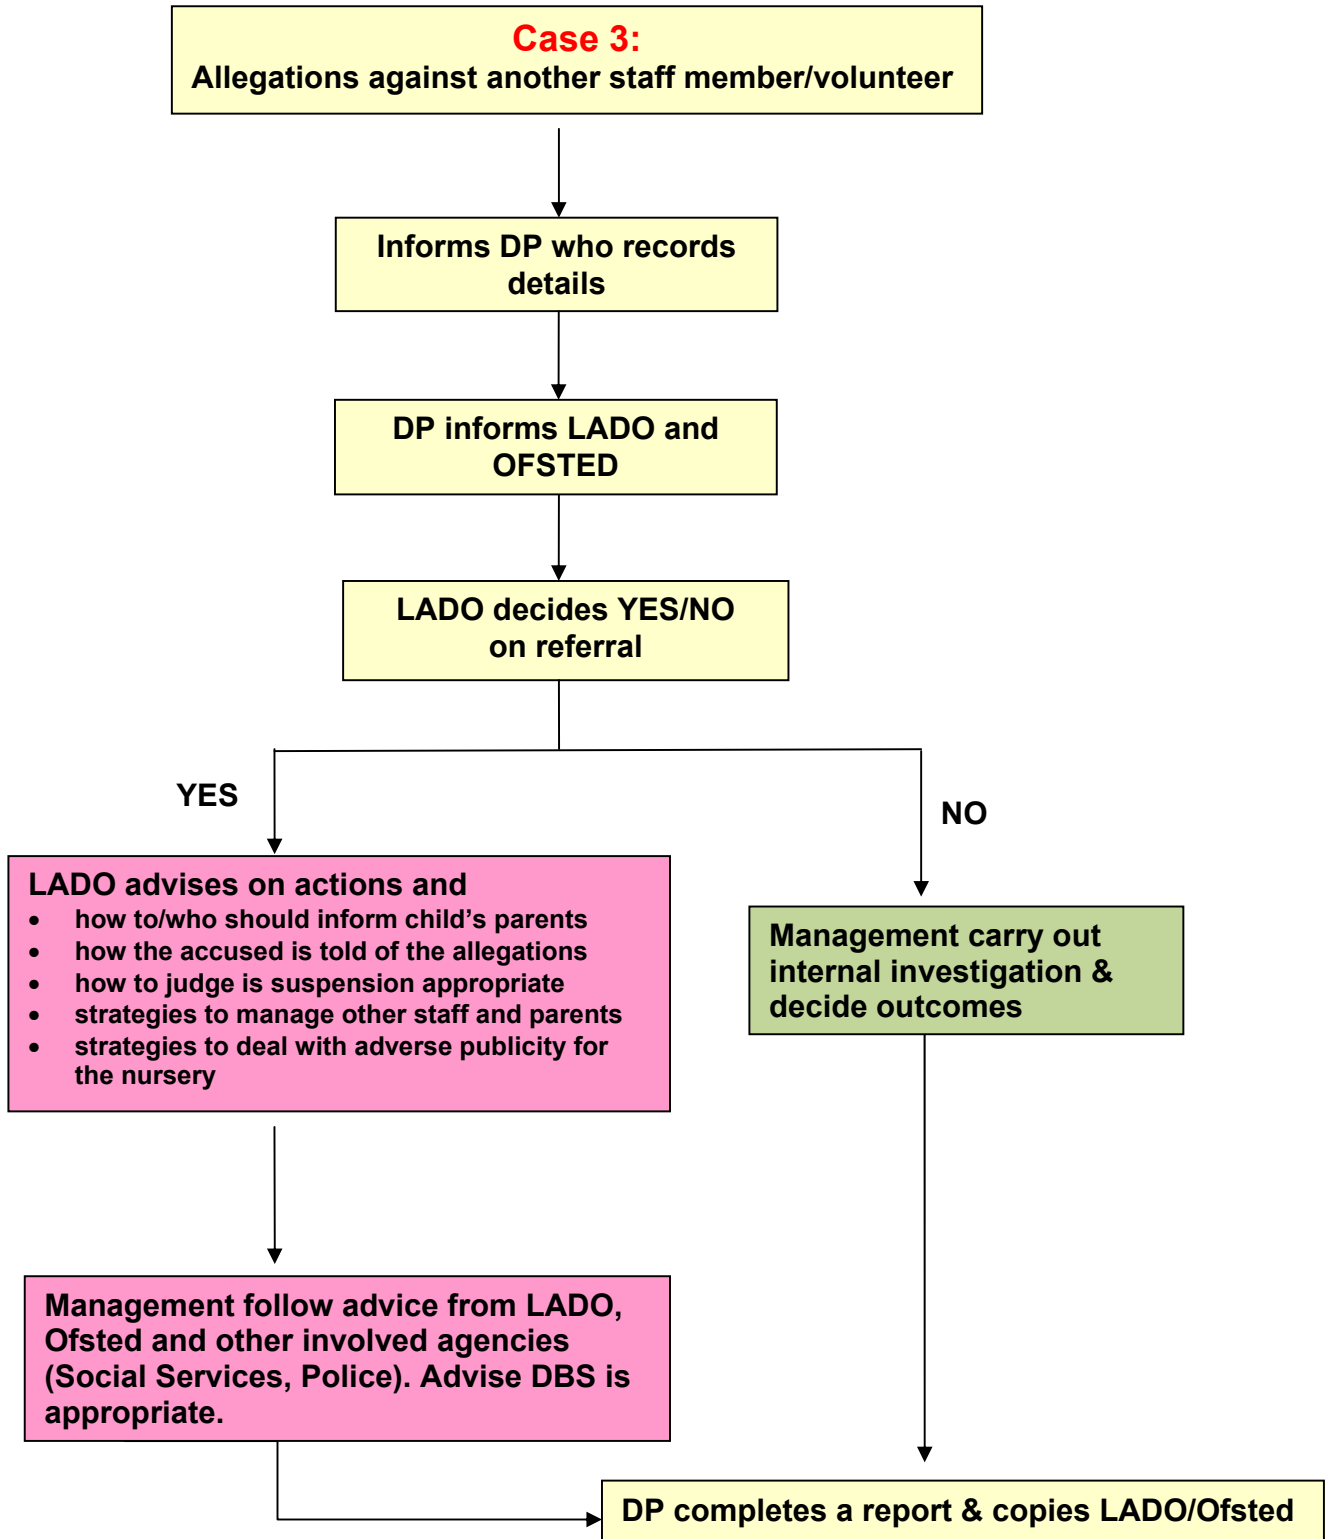 Case 3:
Allegations against another staff member/volunteer
Informs DP who records
details
DP informs LADO and
OFSTED
LADO decides YES/NO
on referral
YES
NO
LADO advises on actions and
• how to/who should inform child's parents
• how the accused is told of the allegations
• how to judge is suspension appropriate
• strategies to manage other staff and parents
• strategies to deal with adverse publicity for
the nursery
Management carry out
internal investigation &
decide outcomes
Management follow advice from LADO,
Ofsted and other involved agencies
(Social Services, Police). Advise DBS is
appropriate.
DP completes a report & copies LADO/Ofsted